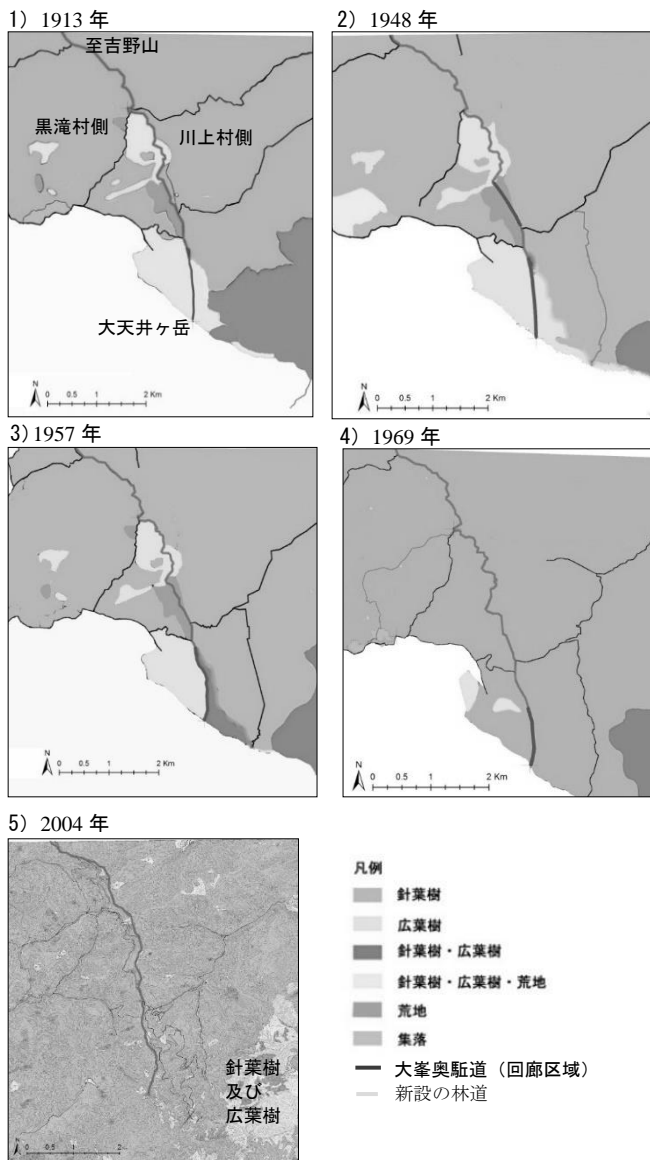 1) 1913 年
至吉野山
黒滝村側
川上村側
大天井ヶ岳
N
0 0.5 1 2 Km
2) 1948 年
N
0 0.5 1 2 Km
3) 1957 年
N
0 0.5 1 2 Km
4) 1969 年
N
0 0.5 1 2 Km
5) 2004 年
針葉樹
及び
広葉樹
N
0 0.5 1 2
凡例
針葉樹
広葉樹
針葉樹・広葉樹
針葉樹・広葉樹・荒地
荒地
集落
大峯奥駈道（回廊区域）
新設の林道